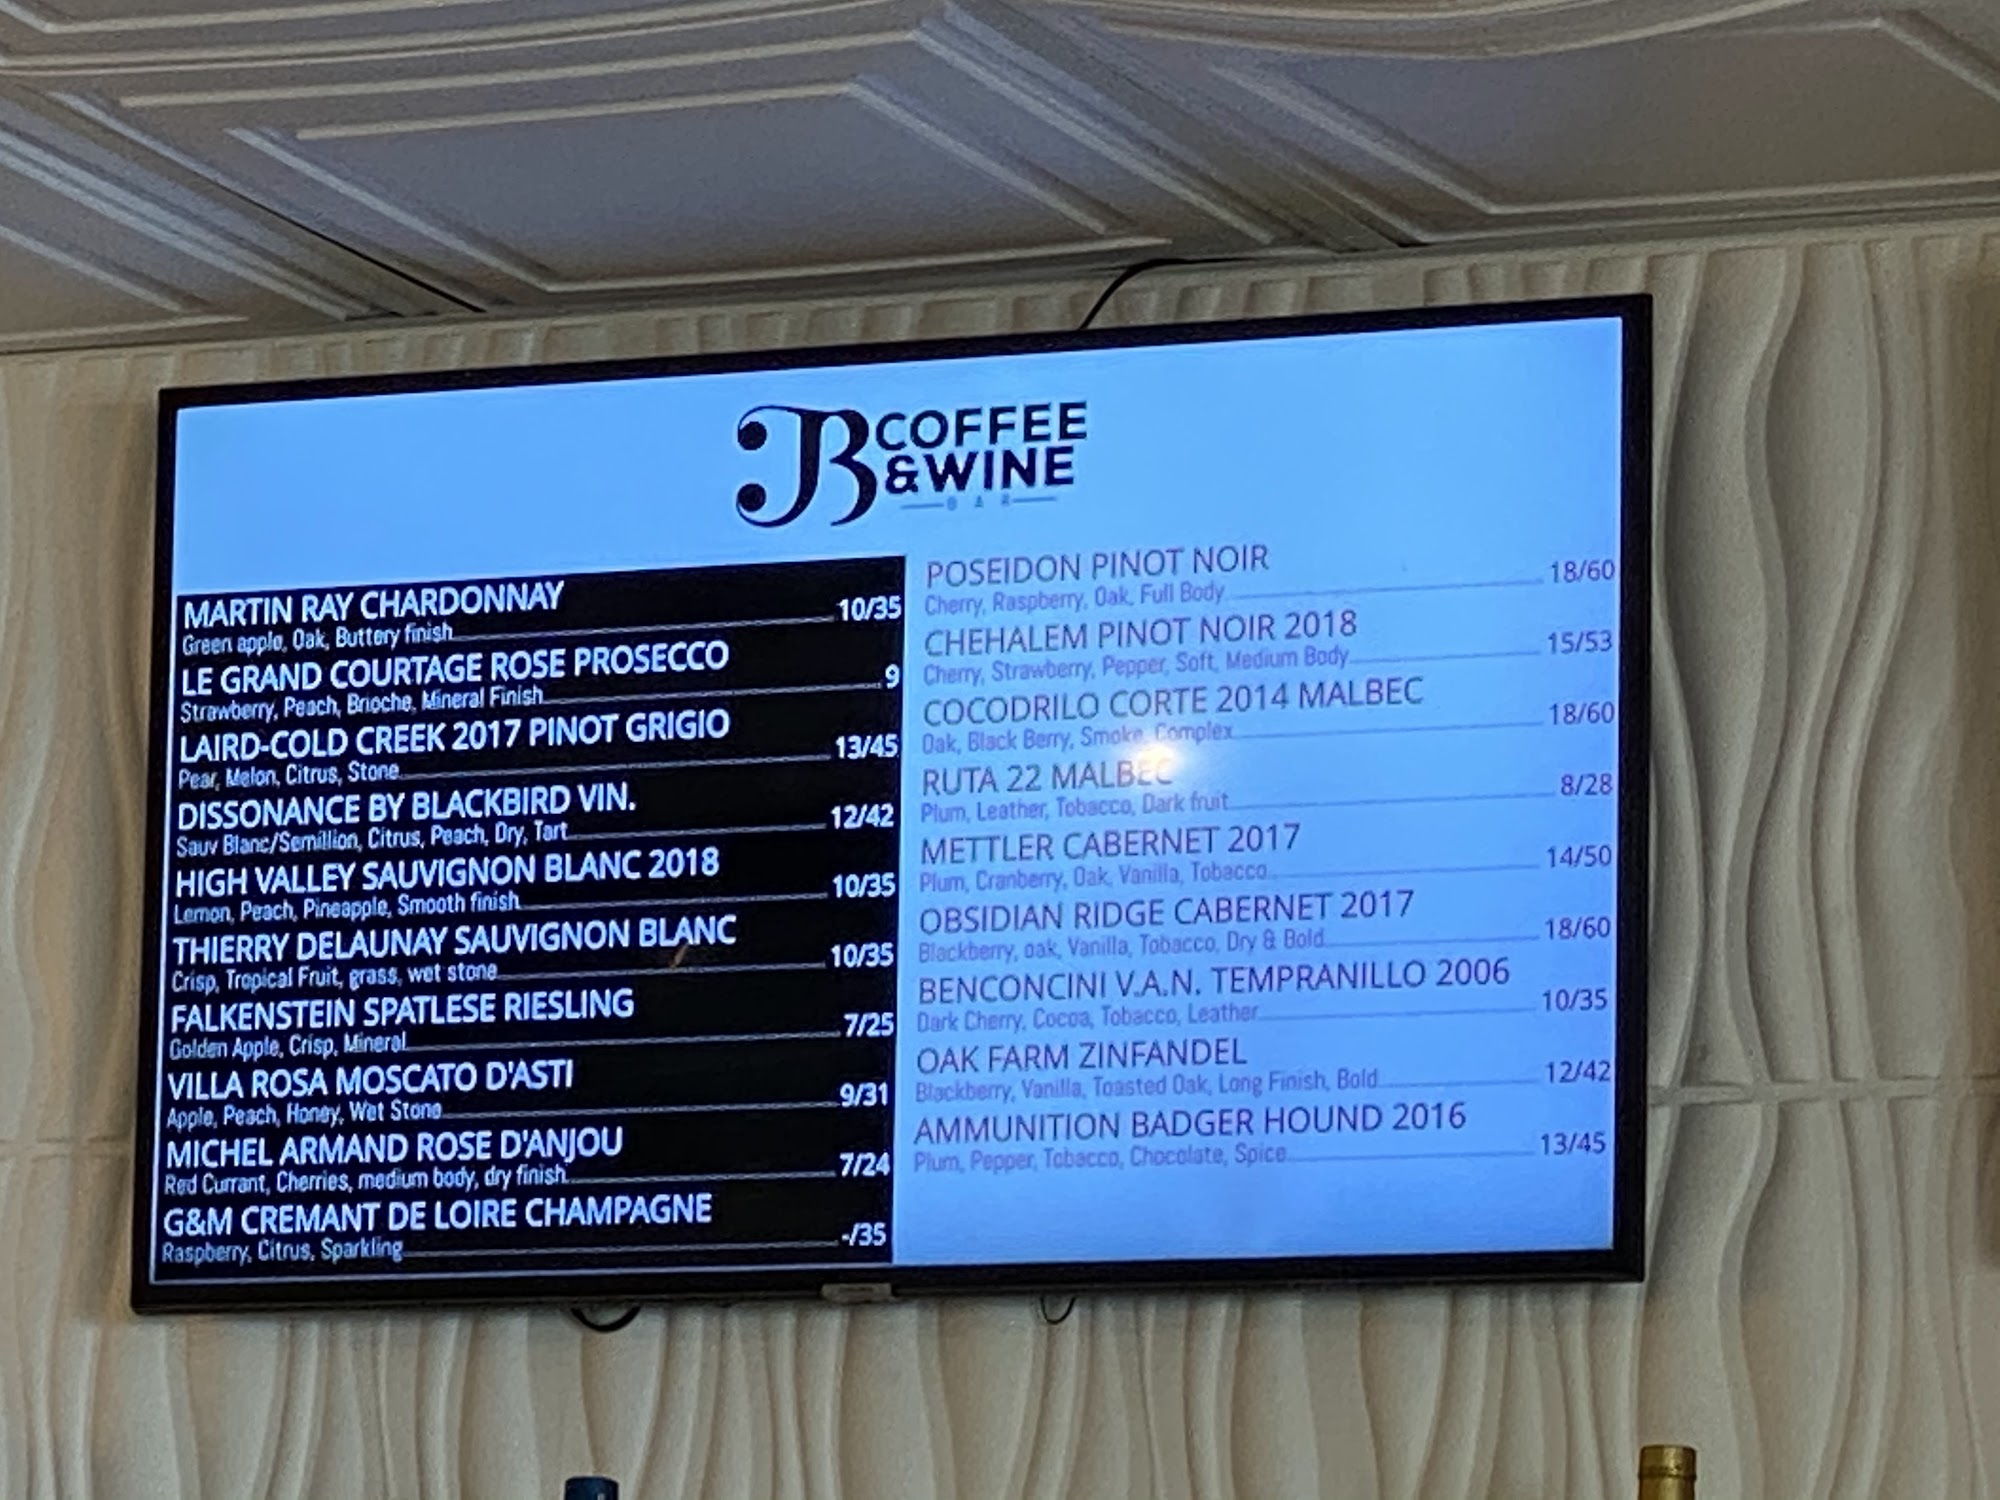 B COFFEE
&WINE
BAR
MARTIN RAY CHARDONNAY
Green apple, Oak, Buttery finish 10/35
LE GRAND COURTAGE ROSE PROSECCO
Strawberry, Peach, Brioche, Mineral Finish 9
LAIRD-COLD CREEK 2017 PINOT GRIGIO
Pear, Melon, Citrus, Stone 13/45
DISSONANCE BY BLACKBIRD VIN.
Sauv Blanc/Semillion, Citrus, Peach, Dry, Tart 12/42
HIGH VALLEY SAUVIGNON BLANC 2018
Lemon, Peach, Pineapple, Smooth finish 10/35
THIERRY DELAUNAY SAUVIGNON BLANC
Crisp, Tropical Fruit, grass, wet stone 10/35
FALKENSTEIN SPATLESE RIESLING
Golden Apple, Crisp, Mineral 7/25
VILLA ROSA MOSCATO D'ASTI
Apple, Peach, Honey, Wet Stone 9/31
MICHEL ARMAND ROSE D'ANJOU
Red Currant, Cherries, medium body, dry finish 7/24
G&M CREMANT DE LOIRE CHAMPAGNE
Raspberry, Citrus, Sparkling -/35
POSEIDON PINOT NOIR
Cherry, Raspberry, Oak, Full Body 18/60
CHEHALEM PINOT NOIR 2018
Cherry, Strawberry, Pepper, Soft, Medium Body 15/53
COCODRILO CORTE 2014 MALBEC
Oak, Black Berry, Smoke, Complex 18/60
RUTA 22 MALBEC
Plum, Leather, Tobacco, Dark fruit 8/28
METTLER CABERNET 2017
Plum, Cranberry, Oak, Vanilla, Tobacco 14/50
OBSIDIAN RIDGE CABERNET 2017
Blackberry, oak, Vanilla, Tobacco, Dry & Bold 18/60
BENCONCINI V.A.N. TEMPRANILLO 2006
Dark Cherry, Cocoa, Tobacco, Leather 10/35
OAK FARM ZINFANDEL
Blackberry, Vanilla, Toasted Oak, Long Finish, Bold 12/42
AMMUNITION BADGER HOUND 2016
Plum, Pepper, Tobacco, Chocolate, Spice 13/45